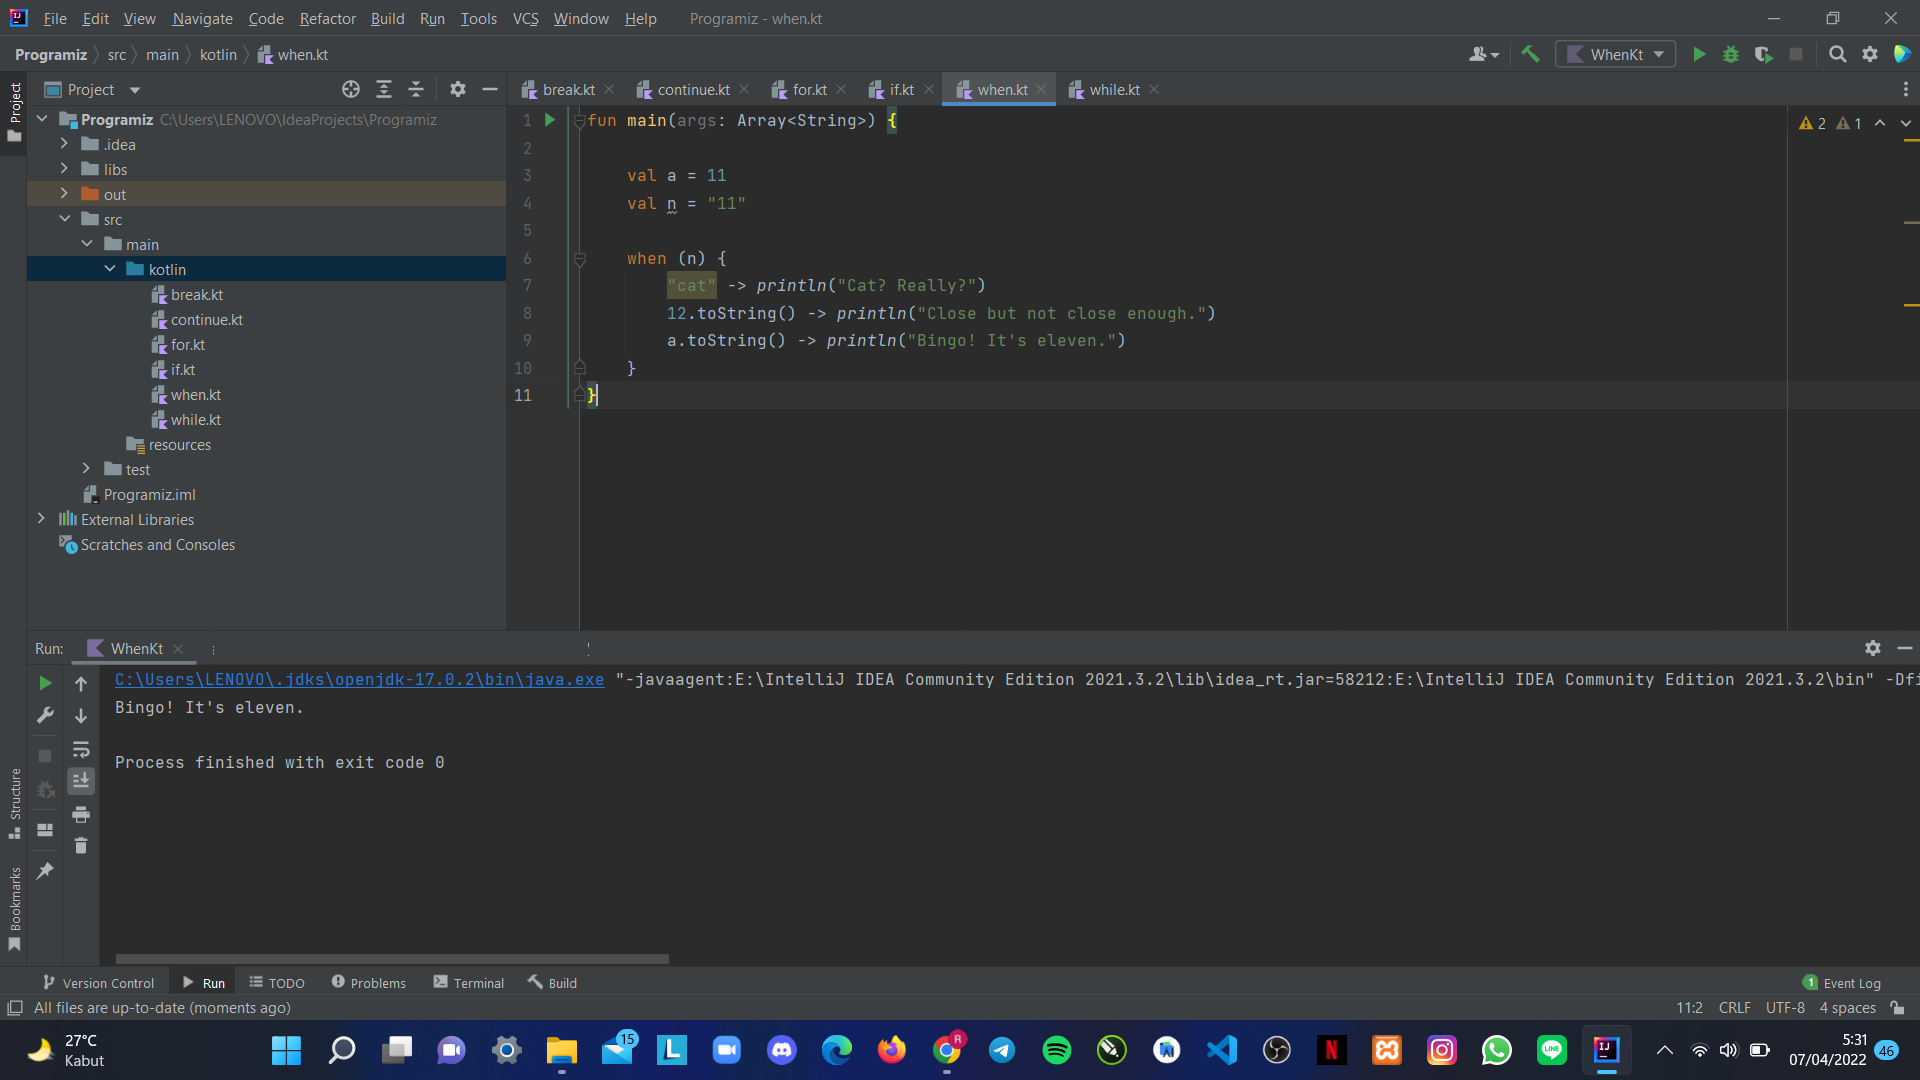 File Edit View Navigate Code Refactor Build Run Tools VCS Window Help Programiz - when.kt
Programiz src main kotlin when.kt WhenKt
Project
Project
break.kt continue.kt for.kt if.kt when.kt while.kt
Programiz C:\Users\LENOVO\IdeaProjects\Programiz
.idea
libs
out
src
main
kotlin
break.kt
continue.kt
for.kt
if.kt
when.kt
while.kt
resources
test
Programiz.iml
External Libraries
Scratches and Consoles
1 fun main(args: Array<String>) {
2
3 val a = 11
4 val n = "11"
5
6 when (n) {
7 "cat" -> println("Cat? Really?")
8 12.toString() -> println("Close but not close enough.")
9 a.toString() -> println("Bingo! It's eleven.")
10 }
11 }
2 1
Run: WhenKt
C:\Users\LENOVO\.jdks\openjdk-17.0.2\bin\java.exe "-javaagent:E:\IntelliJ IDEA Community Edition 2021.3.2\lib\idea_rt.jar=58212:E:\IntelliJ IDEA Community Edition 2021.3.2\bin" -Dfi
Bingo! It's eleven.
Process finished with exit code 0
Structure
Bookmarks
Version Control Run TODO Problems Terminal Build 1 Event Log
All files are up-to-date (moments ago) 11:2 CRLF UTF-8 4 spaces
27°C
Kabut
15
L
R
N
LINE
IJ
5:31
07/04/2022
46